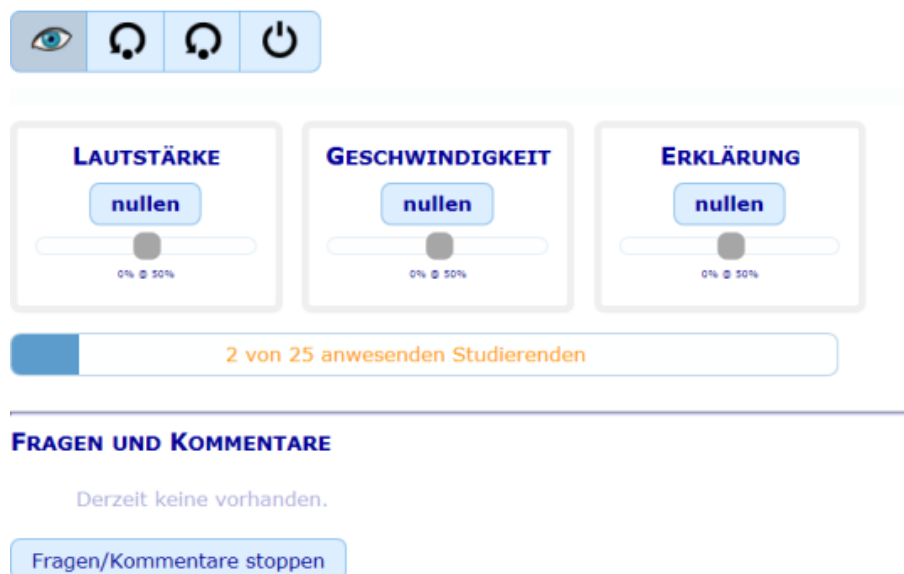 LAUTSTÄRKE
nullen
0% @ 50%
GESCHWINDIGKEIT
nullen
0% @ 50%
ERKLÄRUNG
nullen
0% @ 50%
2 von 25 anwesenden Studierenden
FRAGEN UND KOMMENTARE
Derzeit keine vorhanden.
Fragen/Kommentare stoppen